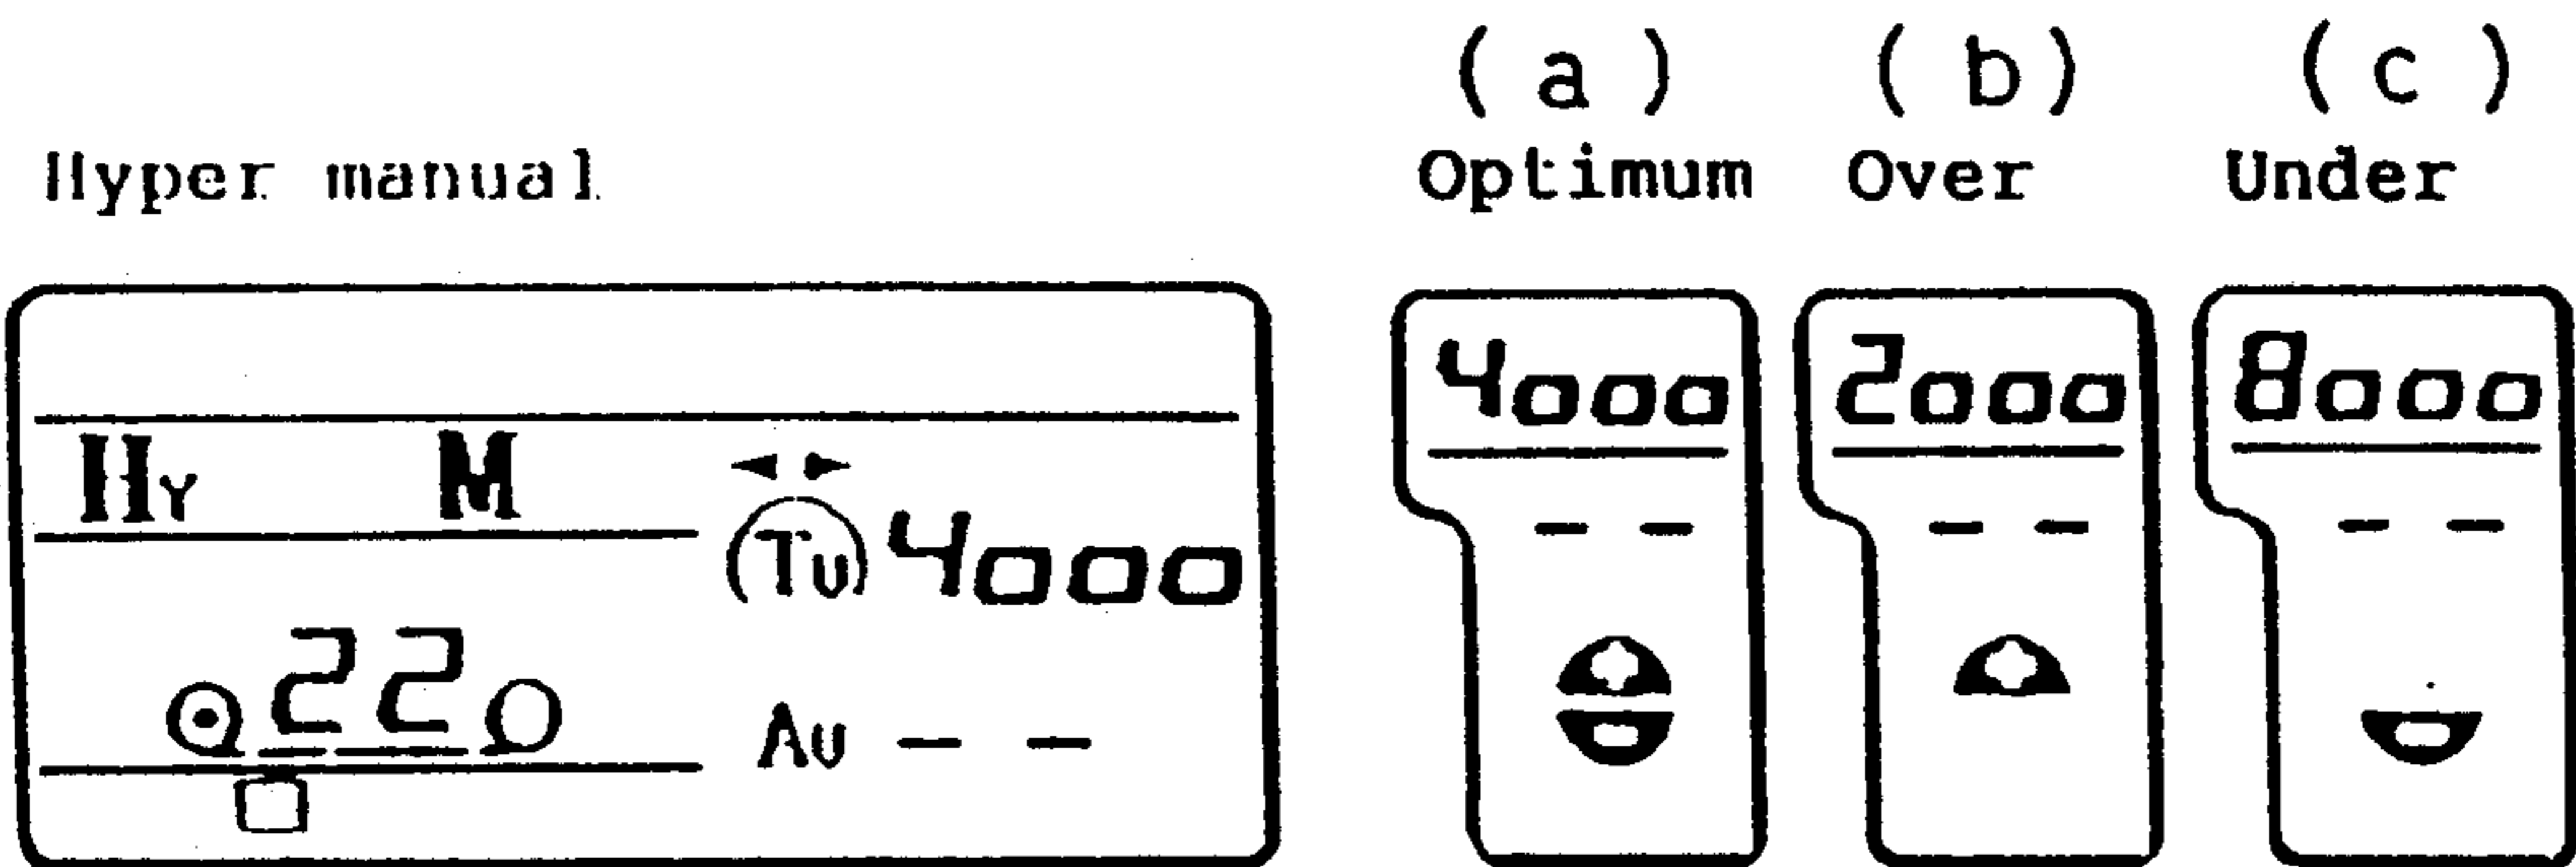 (a) (b) (c)
Hyper manual Optimum Over Under
4000 2000 8000
HY M
Tv 4000
-- -- --
22
Av --